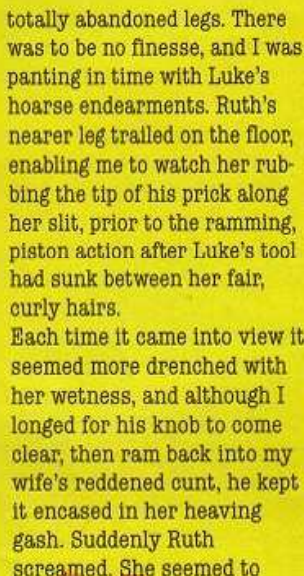 totally abandoned legs. There
was to be no finesse, and I was
panting in time with Luke's
hoarse endearments. Ruth's
nearer leg trailed on the floor,
enabling me to watch her rub-
bing the tip of his prick along
her slit, prior to the ramming,
piston action after Luke's tool
had sunk between her fair,
curly hairs.
Each time it came into view it
seemed more drenched with
her wetness, and although I
longed for his knob to come
clear, then ram back into my
wife's reddened cunt, he kept
it encased in her heaving
gash. Suddenly Ruth
screamed. She seemed to